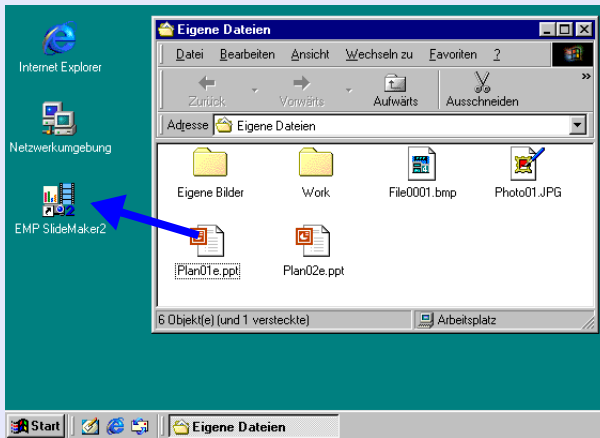 Internet Explorer
Netzwerkumgebung
EMP SlideMaker2
Eigene Dateien
Datei Bearbeiten Ansicht Wechseln zu Favoriten ?
Zurück Vorwärts Aufwärts Ausschneiden »
Adresse Eigene Dateien
Eigene Bilder Work File0001.bmp Photo01.JPG
Plan01e.ppt Plan02e.ppt
6 Objekt(e) (und 1 versteckte) Arbeitsplatz
Start Eigene Dateien